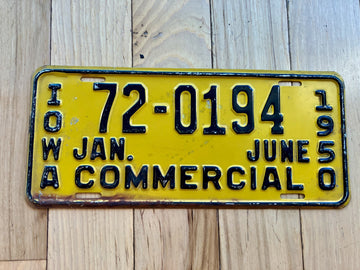 IOWA
72-0194
JAN. JUNE
COMMERCIAL
1950